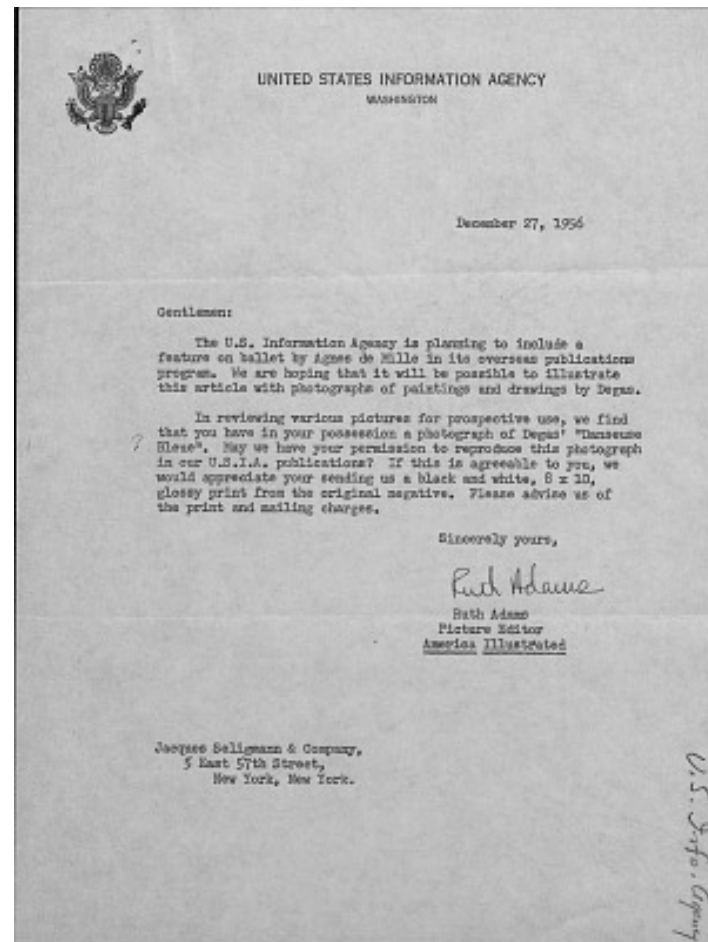 UNITED STATES INFORMATION AGENCY
WASHINGTON
December 27, 1956
Gentlemen:
The U.S. Information Agency is planning to include a
feature on ballet by Agnes de Mille in its overseas publications
program. We are hoping that it will be possible to illustrate
this article with photographs of paintings and drawings by Degas.
In reviewing various pictures for prospective use, we find
that you have in your possession a photograph of Degas' "Danseuse
? Bleue". May we have your permission to reproduce this photograph
in our U.S.I.A. publications? If this is agreeable to you, we
would appreciate your sending us a black and white, 8 x 10,
glossy print from the original negative. Please advise us of
the print and mailing charges.
Sincerely yours,
Ruth Adams
Ruth Adams
Picture Editor
America Illustrated
Jacques Seligmann & Company,
5 East 57th Street,
New York, New York.
U.S. Info. Agency